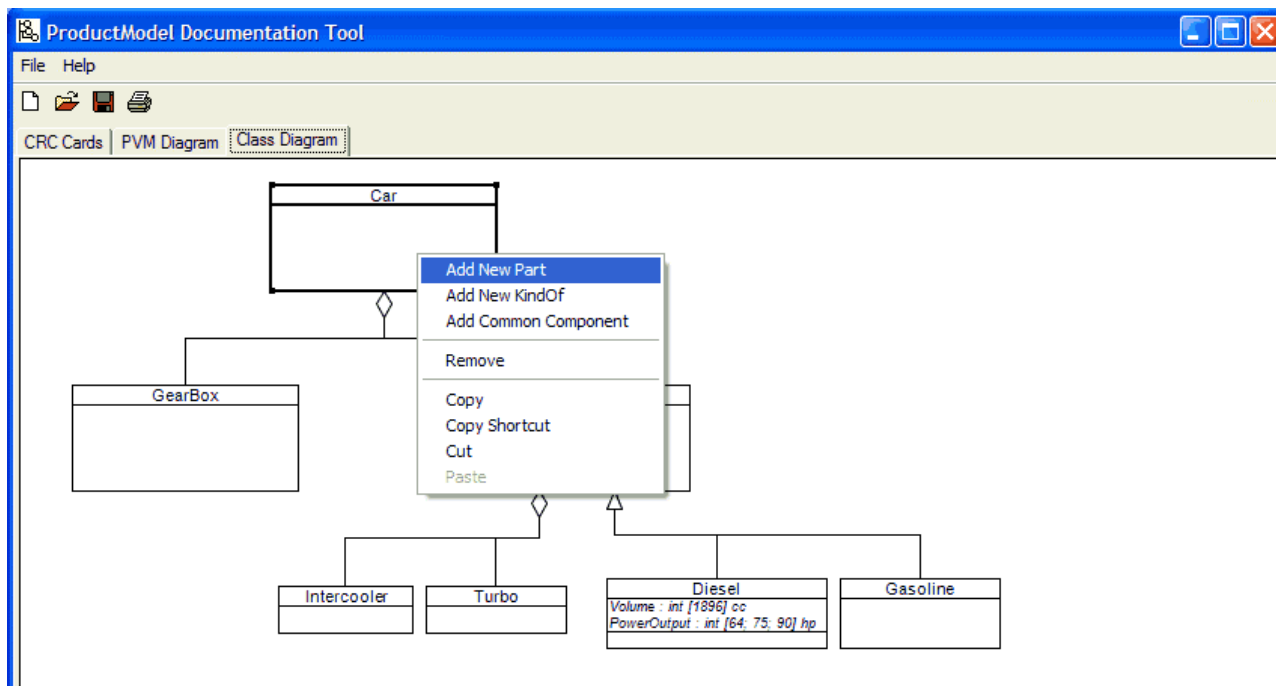 ProductModel Documentation Tool
File Help
CRC Cards PVM Diagram Class Diagram
Car
Add New Part
Add New KindOf
Add Common Component
Remove
GearBox
Copy
Copy Shortcut
Cut
Paste
Intercooler Turbo Diesel Gasoline
Volume : int [1896] cc
PowerOutput : int [64; 75; 90] hp